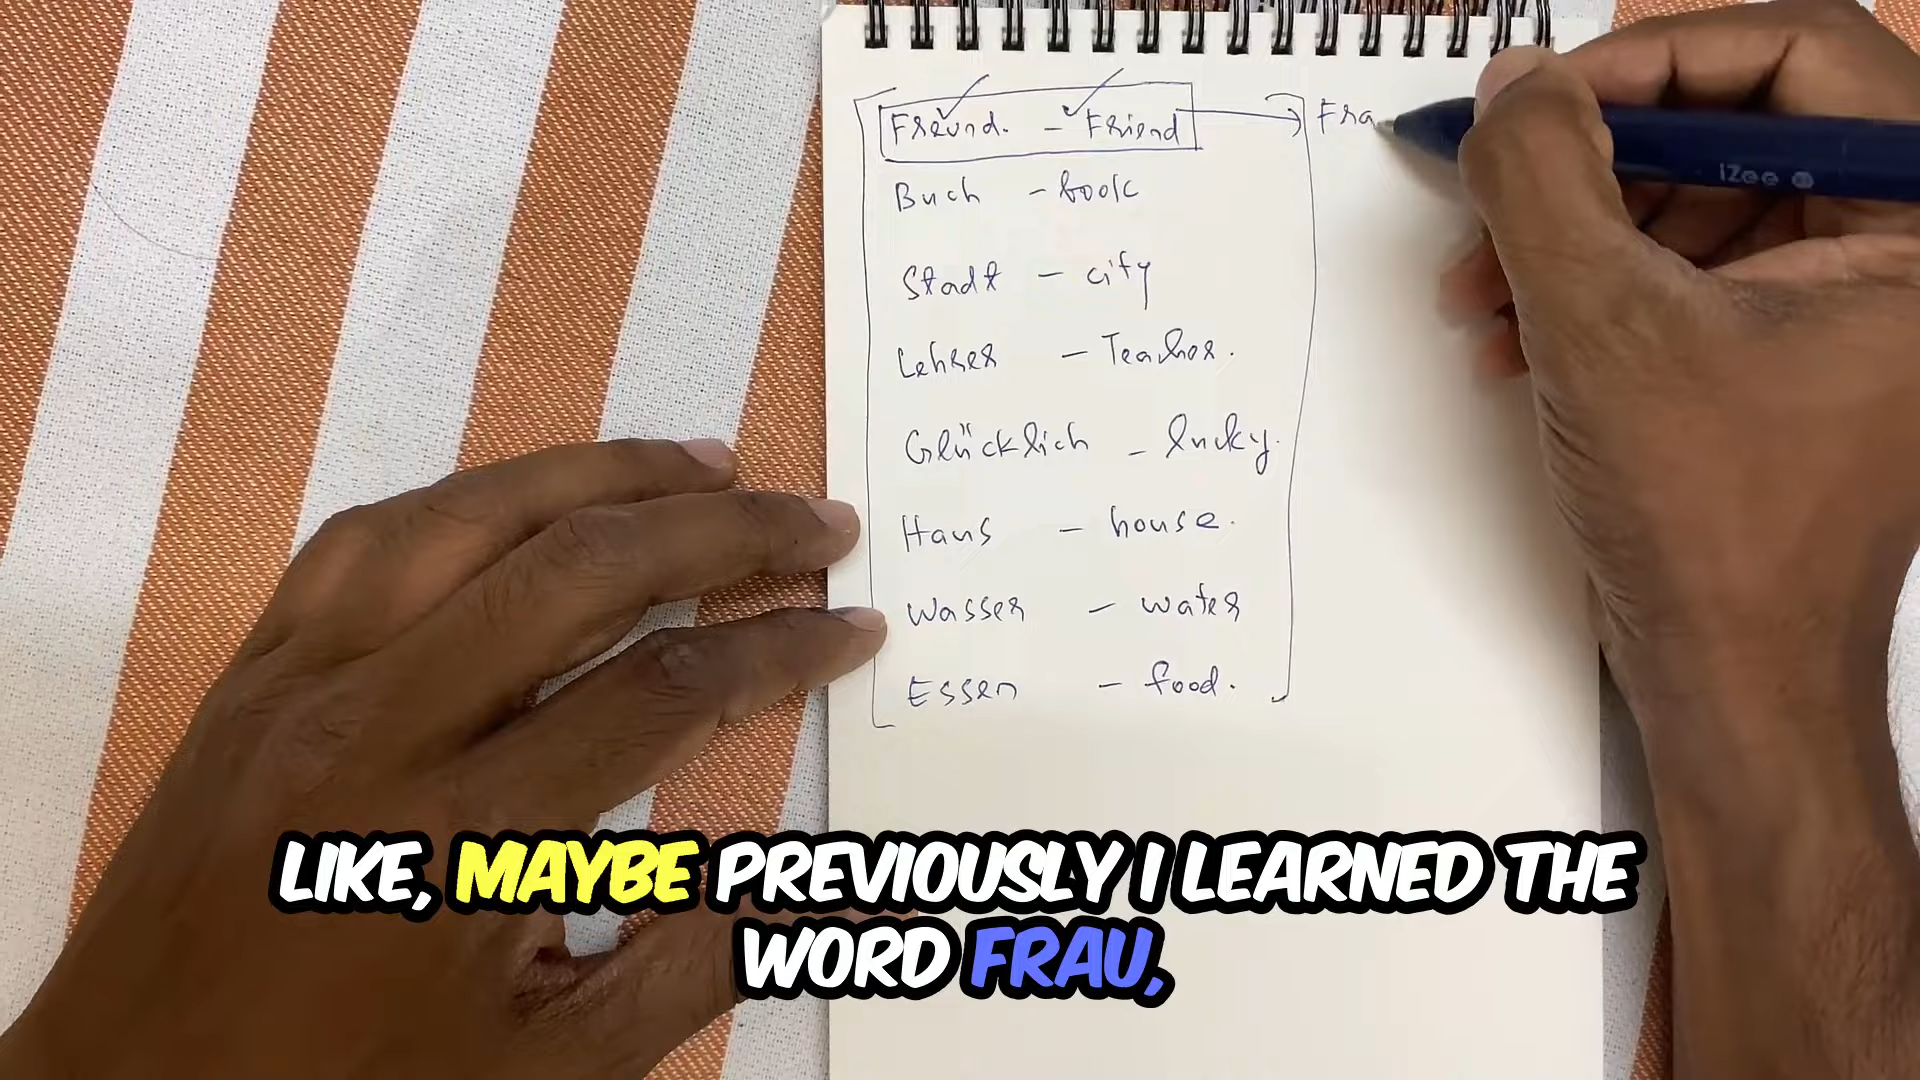 Freund. - Friend → Fra
Buch - book
Stadt - city
Lehrer - Teacher.
Glücklich - lucky.
Haus - house.
Wasser - water
Essen - food.
iZee
LIKE, MAYBE PREVIOUSLY I LEARNED THE
WORD FRAU,